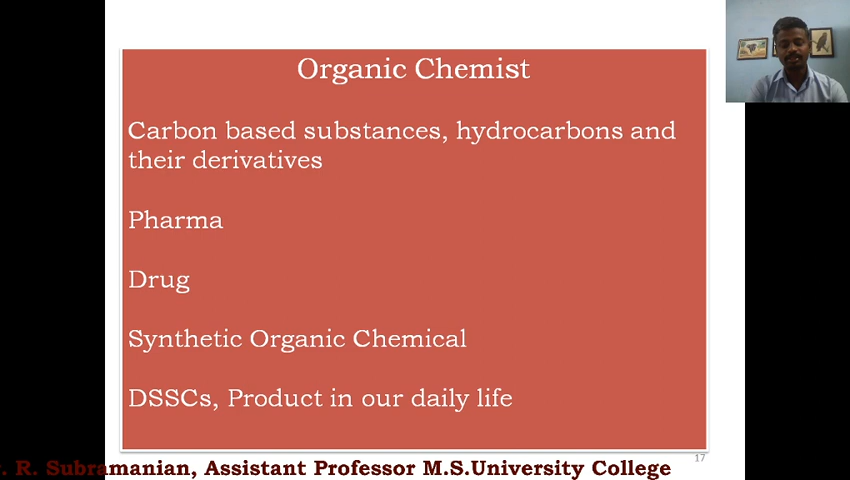 Organic Chemist
Carbon based substances, hydrocarbons and
their derivatives
Pharma
Drug
Synthetic Organic Chemical
DSSCs, Product in our daily life
17
. R. Subramanian, Assistant Professor M.S.University College